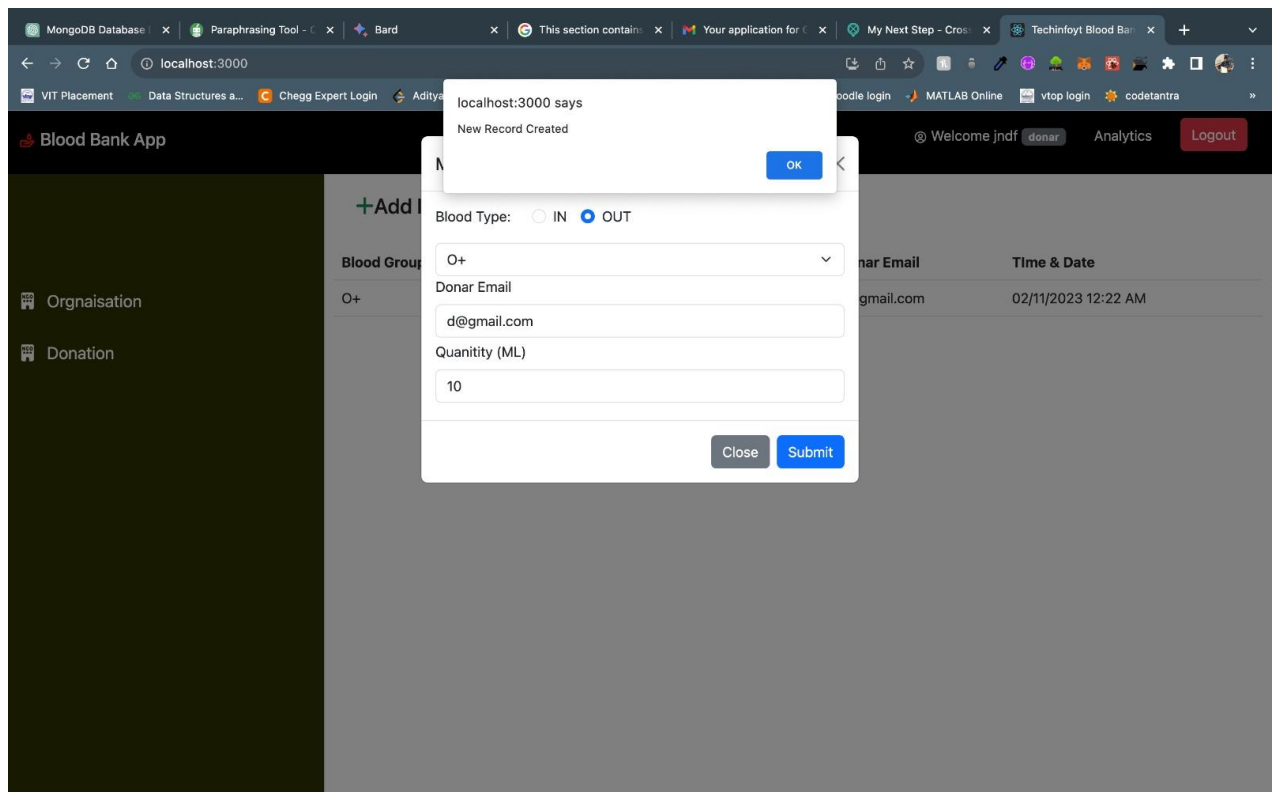 MongoDB Database
Paraphrasing Tool -
Bard
This section contains
Your application for
My Next Step - Cross
Techinfoyt Blood Ban
localhost:3000
VIT Placement
Data Structures a...
Chegg Expert Login
Aditya
oodle login
MATLAB Online
vtop login
codetantra
»
localhost:3000 says
New Record Created
OK
Blood Bank App
Welcome jndf donar
Analytics
Logout
M
+Add I
Blood Type: IN OUT
Blood Group
O+
nar Email
TIme & Date
Orgnaisation
O+
Donar Email
gmail.com
02/11/2023 12:22 AM
d@gmail.com
Donation
Quanitity (ML)
10
Close
Submit